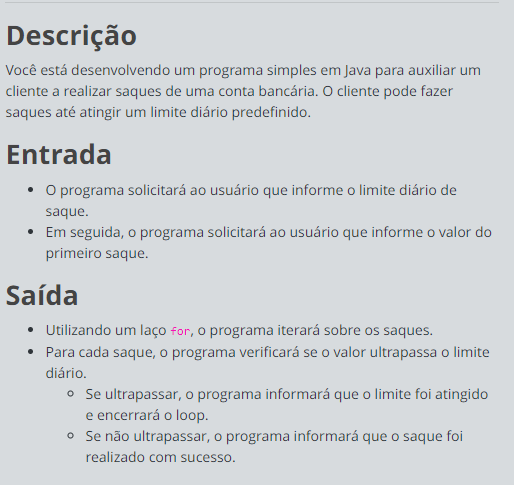 Descrição
Você está desenvolvendo um programa simples em Java para auxiliar um
cliente a realizar saques de uma conta bancária. O cliente pode fazer
saques até atingir um limite diário predefinido.
Entrada
• O programa solicitará ao usuário que informe o limite diário de
saque.
• Em seguida, o programa solicitará ao usuário que informe o valor do
primeiro saque.
Saída
• Utilizando um laço for, o programa iterará sobre os saques.
• Para cada saque, o programa verificará se o valor ultrapassa o limite
diário.
◦ Se ultrapassar, o programa informará que o limite foi atingido
e encerrará o loop.
◦ Se não ultrapassar, o programa informará que o saque foi
realizado com sucesso.